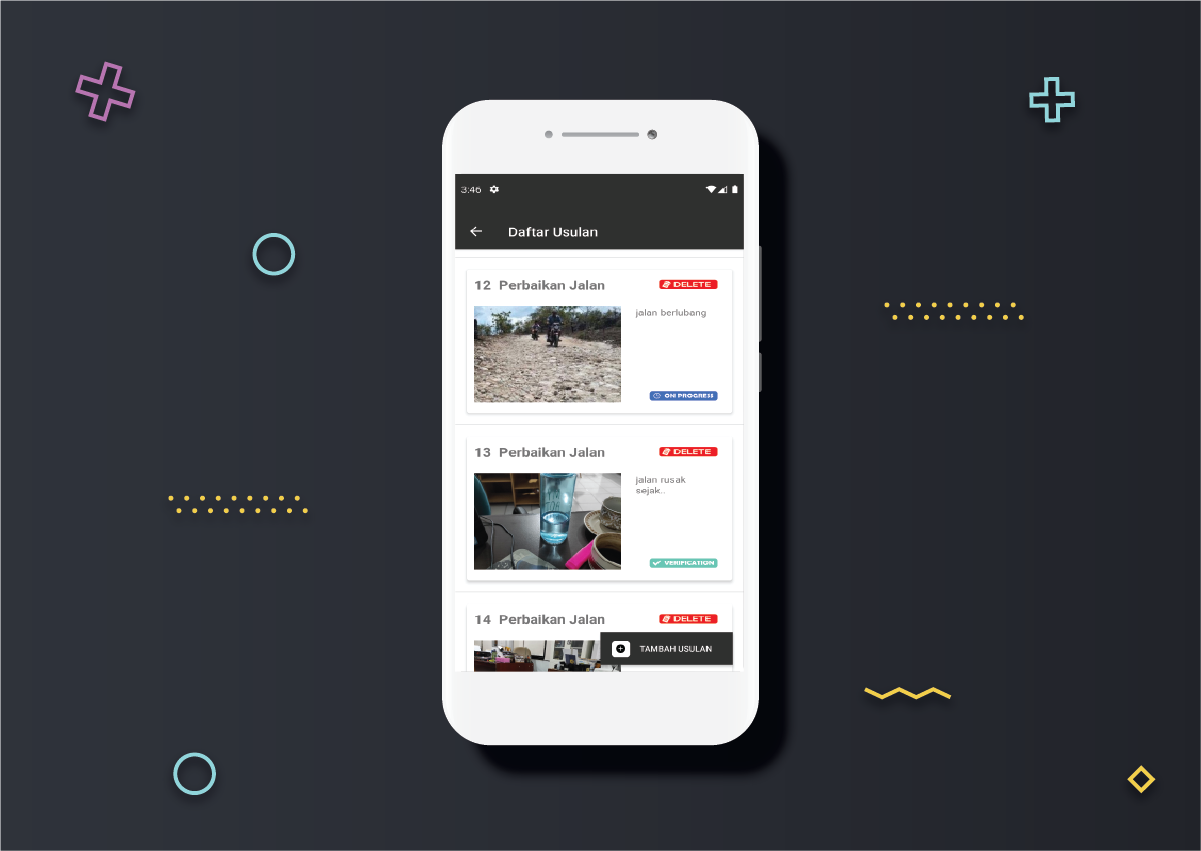 3:46
Daftar Usulan
12 Perbaikan Jalan
DELETE
jalan berlubang
ON PROGRESS
13 Perbaikan Jalan
DELETE
jalan rusak
sejak..
VERIFICATION
14 Perbaikan Jalan
DELETE
TAMBAH USULAN